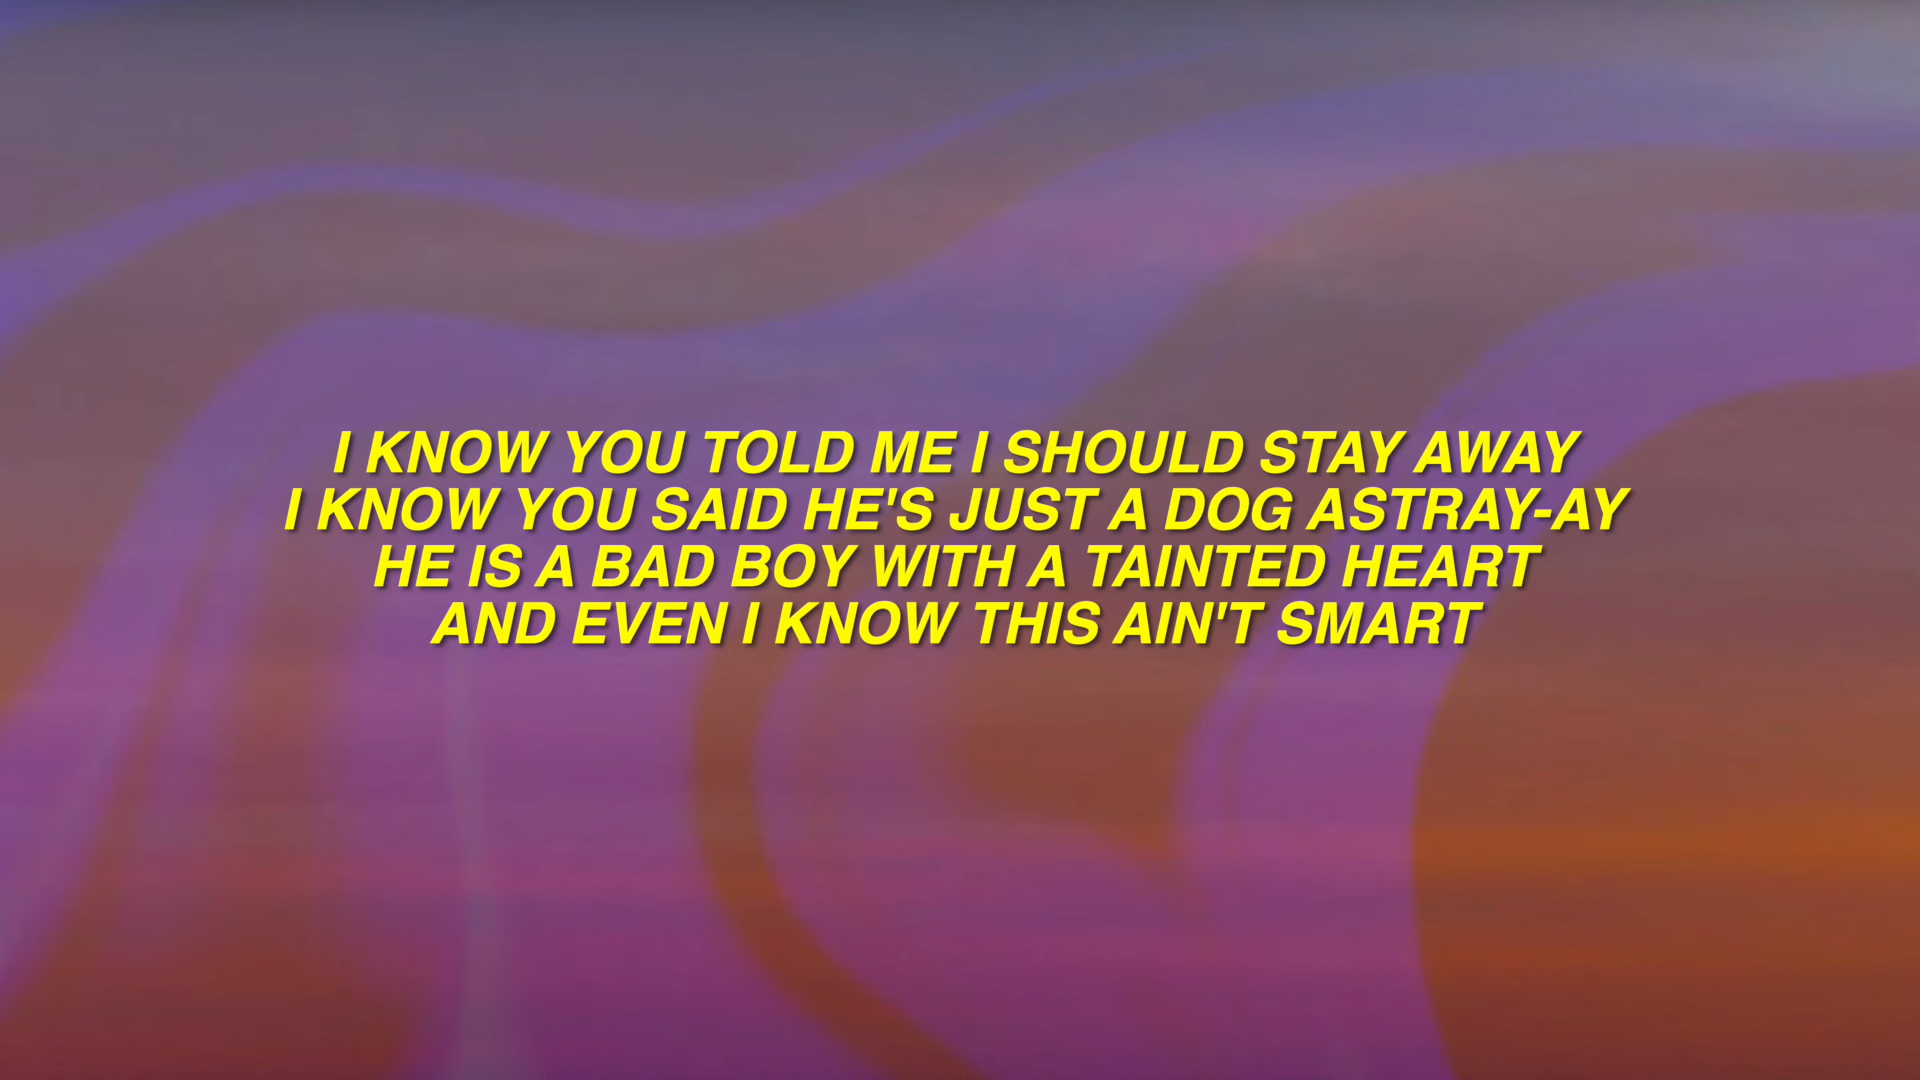 I KNOW YOU TOLD ME I SHOULD STAY AWAY
I KNOW YOU SAID HE'S JUST A DOG ASTRAY-AY
HE IS A BAD BOY WITH A TAINTED HEART
AND EVEN I KNOW THIS AIN'T SMART